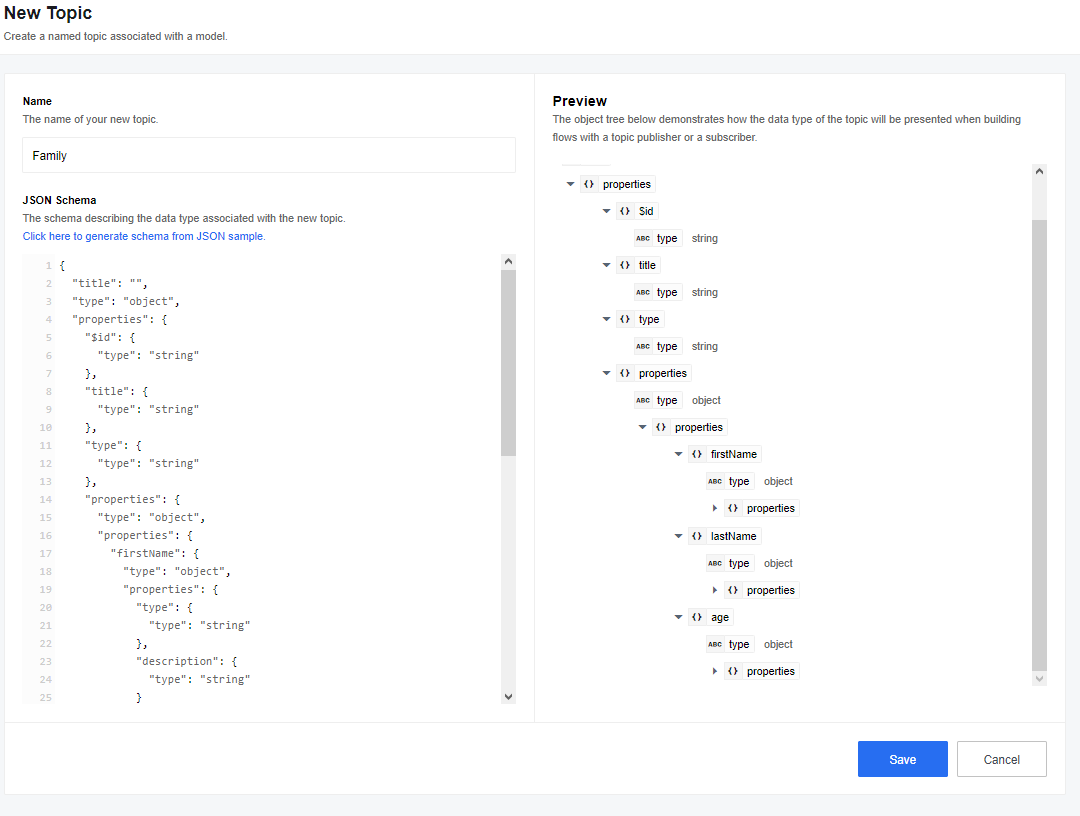 New Topic
Create a named topic associated with a model.
Name
The name of your new topic.
Family
JSON Schema
The schema describing the data type associated with the new topic.
Click here to generate schema from JSON sample.
1 {
2 "title": "",
3 "type": "object",
4 "properties": {
5 "$id": {
6 "type": "string"
7 },
8 "title": {
9 "type": "string"
10 },
11 "type": {
12 "type": "string"
13 },
14 "properties": {
15 "type": "object",
16 "properties": {
17 "firstName": {
18 "type": "object",
19 "properties": {
20 "type": {
21 "type": "string"
22 },
23 "description": {
24 "type": "string"
25 }
Preview
The object tree below demonstrates how the data type of the topic will be presented when building
flows with a topic publisher or a subscriber.
{} properties
{} $id
ABC type string
{} title
ABC type string
{} type
ABC type string
{} properties
ABC type object
{} properties
{} firstName
ABC type object
{} properties
{} lastName
ABC type object
{} properties
{} age
ABC type object
{} properties
Save
Cancel